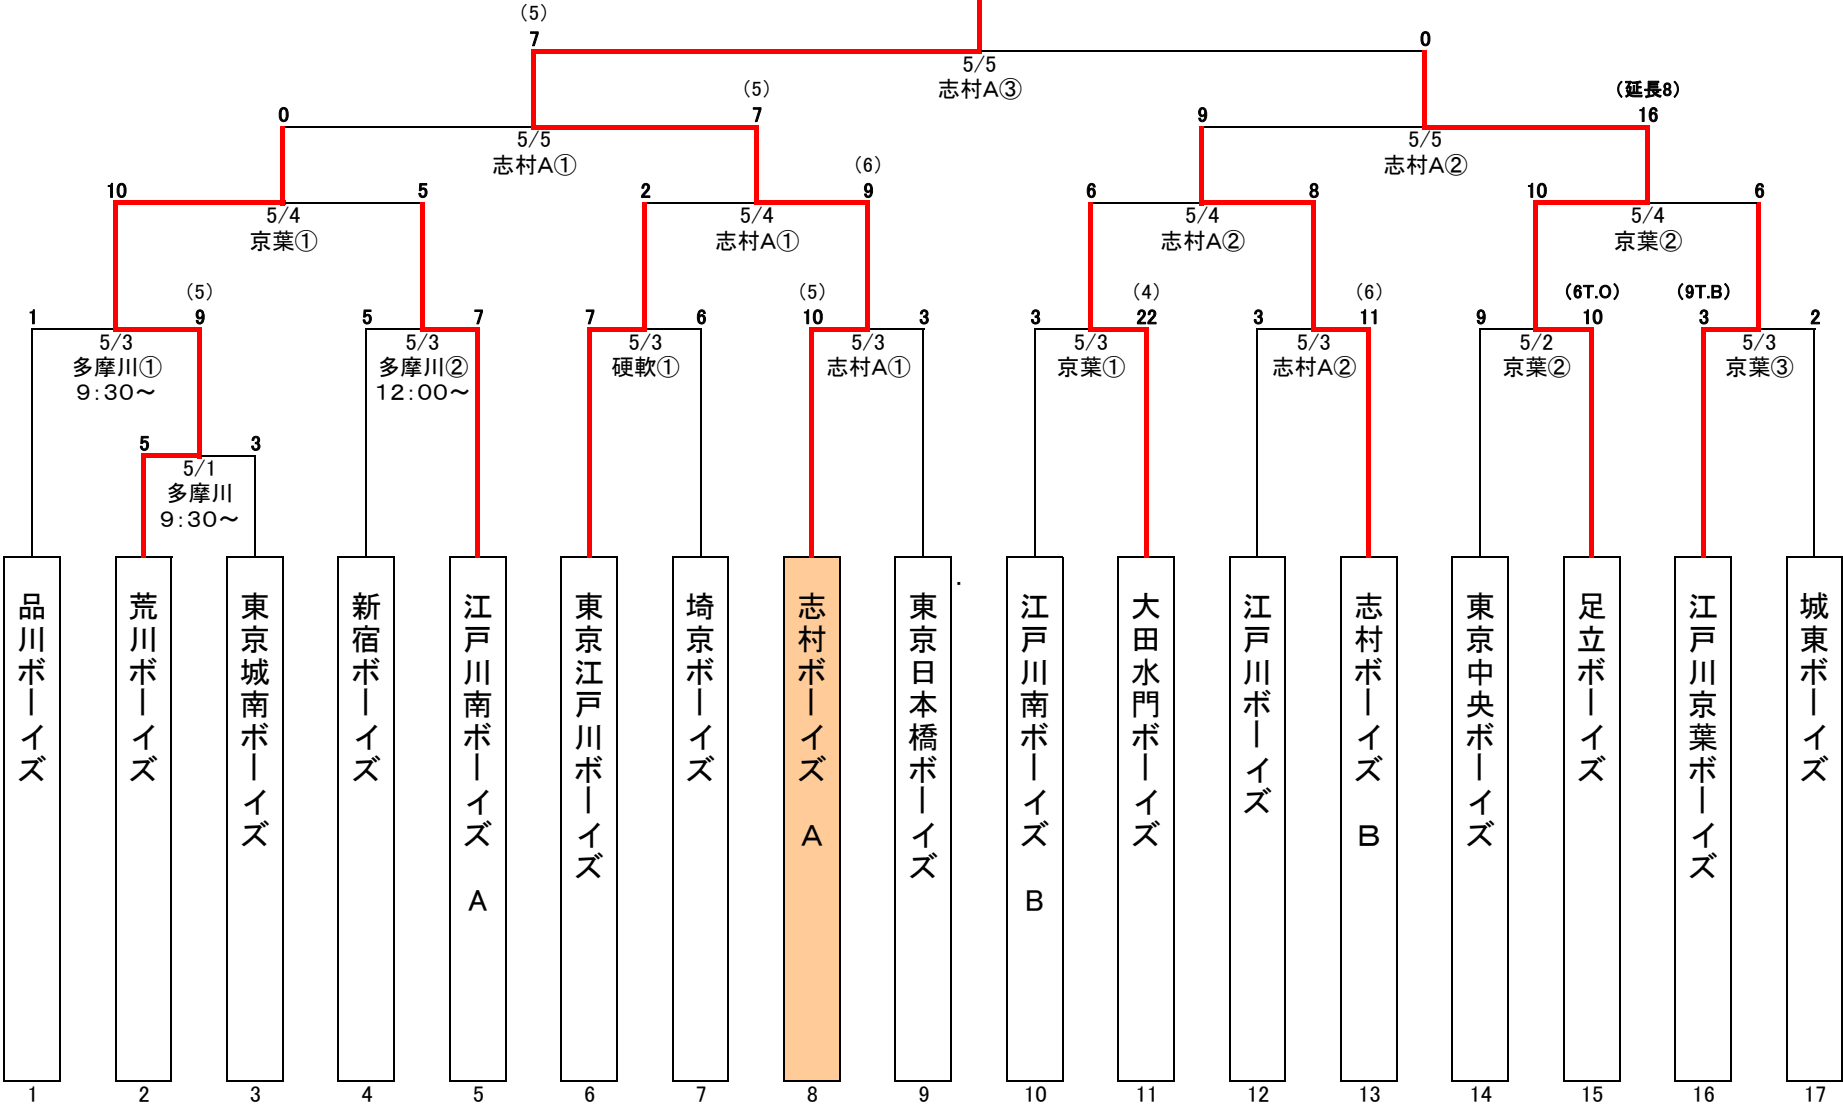 （5）
7 0
5/5
志村A③
（5） （延長8）
0 7 9 16
5/5 5/5
志村A① 志村A②
（6）
10 5 2 9 6 8 10 6
5/4 5/4 5/4 5/4
京葉① 志村A① 志村A② 京葉②
（5） （5） （4） （6） （6T.O） （9T.B）
1 9 5 7 7 6 10 3 3 22 3 11 9 10 3 2
5/3 5/3 5/3 5/3 5/3 5/3 5/2 5/3
多摩川① 多摩川② 硬軟① 志村A① 京葉① 志村A② 京葉② 京葉③
9：30～ 12：00～
5 3
5/1
多摩川
9：30～
品川ボーイズ
荒川ボーイズ
東京城南ボーイズ
新宿ボーイズ
江戸川南ボーイズ A
東京江戸川ボーイズ
埼京ボーイズ
志村ボーイズ A
東京日本橋ボーイズ
江戸川南ボーイズ B
大田水門ボーイズ
江戸川ボーイズ
志村ボーイズ B
東京中央ボーイズ
足立ボーイズ
江戸川京葉ボーイズ
城東ボーイズ
1 2 3 4 5 6 7 8 9 10 11 12 13 14 15 16 17